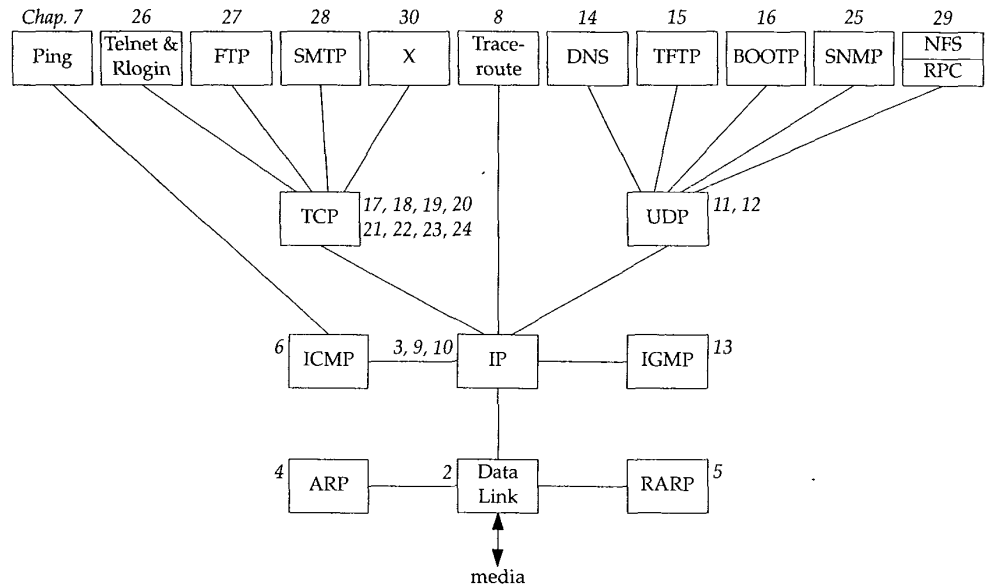 Chap. 7 26 27 28 30 8 14 15 16 25 29
Ping
Telnet &
Rlogin
FTP
SMTP
X
Trace-
route
DNS
TFTP
BOOTP
SNMP
NFS
RPC
TCP
17, 18, 19, 20
21, 22, 23, 24
UDP
11, 12
6
ICMP
3, 9, 10
IP
IGMP
13
4
ARP
2
Data
Link
RARP
5
media